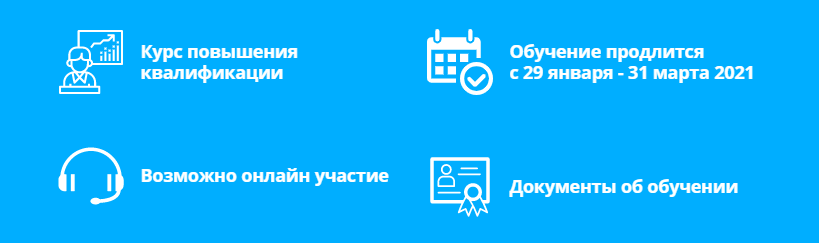 Курс повышения
квалификации
Обучение продлится
с 29 января - 31 марта 2021
Возможно онлайн участие
Документы об обучении